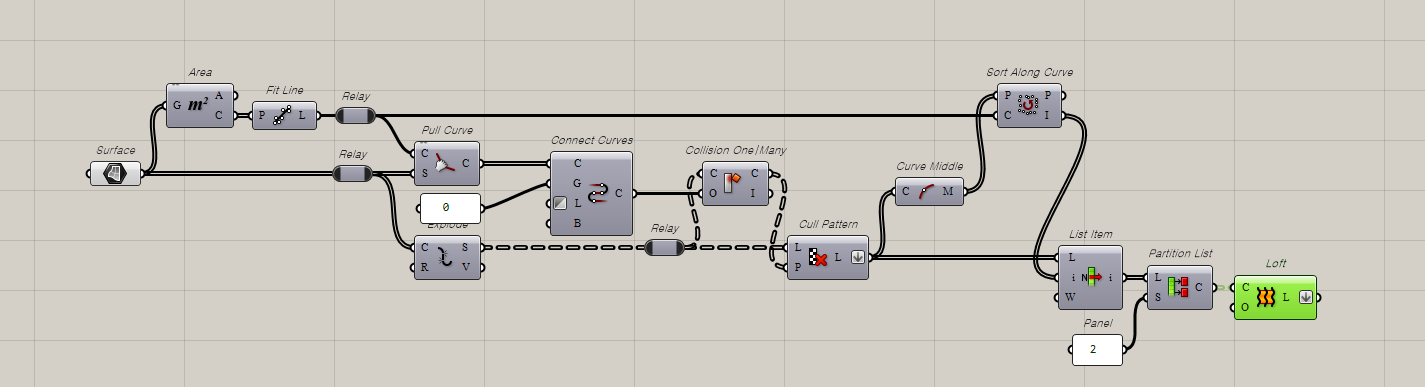 Area
G m² A
C
Fit Line
P L
Relay
Surface
Relay
Pull Curve
C C
S
0
Explode
C S
R V
Connect Curves
C
G C
L
B
Relay
Collision One|Many
C C
O I
Cull Pattern
L L
P
Curve Middle
C M
Sort Along Curve
P P
C I
List Item
L
i N i
W
Panel
2
Partition List
L C
S
Loft
C L
O